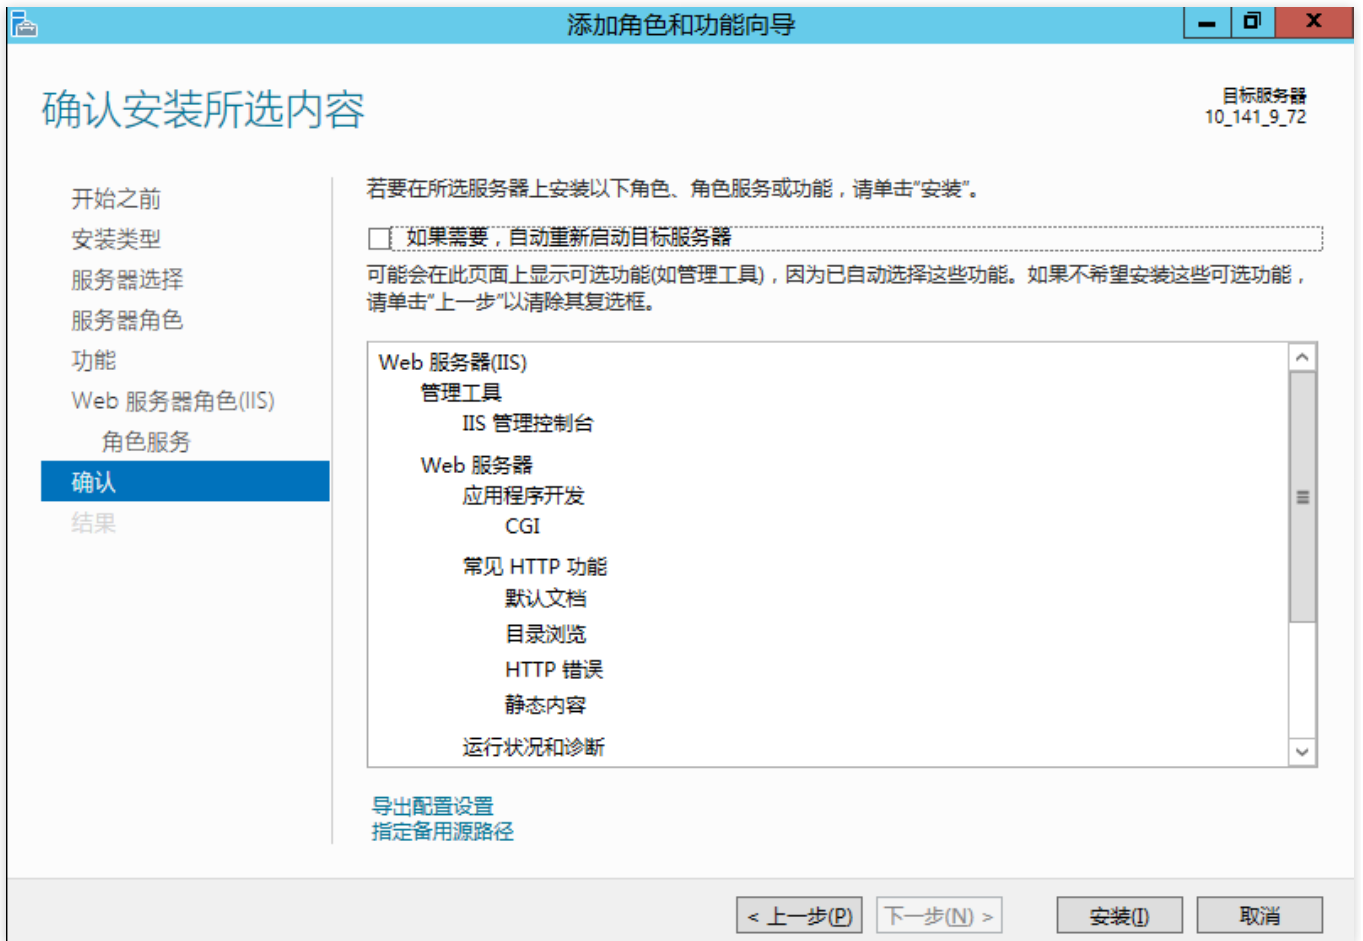 添加角色和功能向导
确认安装所选内容
目标服务器
10_141_9_72
开始之前
安装类型
服务器选择
服务器角色
功能
Web 服务器角色(IIS)
角色服务
确认
结果
若要在所选服务器上安装以下角色、角色服务或功能，请单击"安装"。
如果需要，自动重新启动目标服务器
可能会在此页面上显示可选功能(如管理工具)，因为已自动选择这些功能。如果不希望安装这些可选功能，
请单击"上一步"以清除其复选框。
Web 服务器(IIS)
管理工具
IIS 管理控制台
Web 服务器
应用程序开发
CGI
常见 HTTP 功能
默认文档
目录浏览
HTTP 错误
静态内容
运行状况和诊断
导出配置设置
指定备用源路径
< 上一步(P)
下一步(N) >
安装(I)
取消